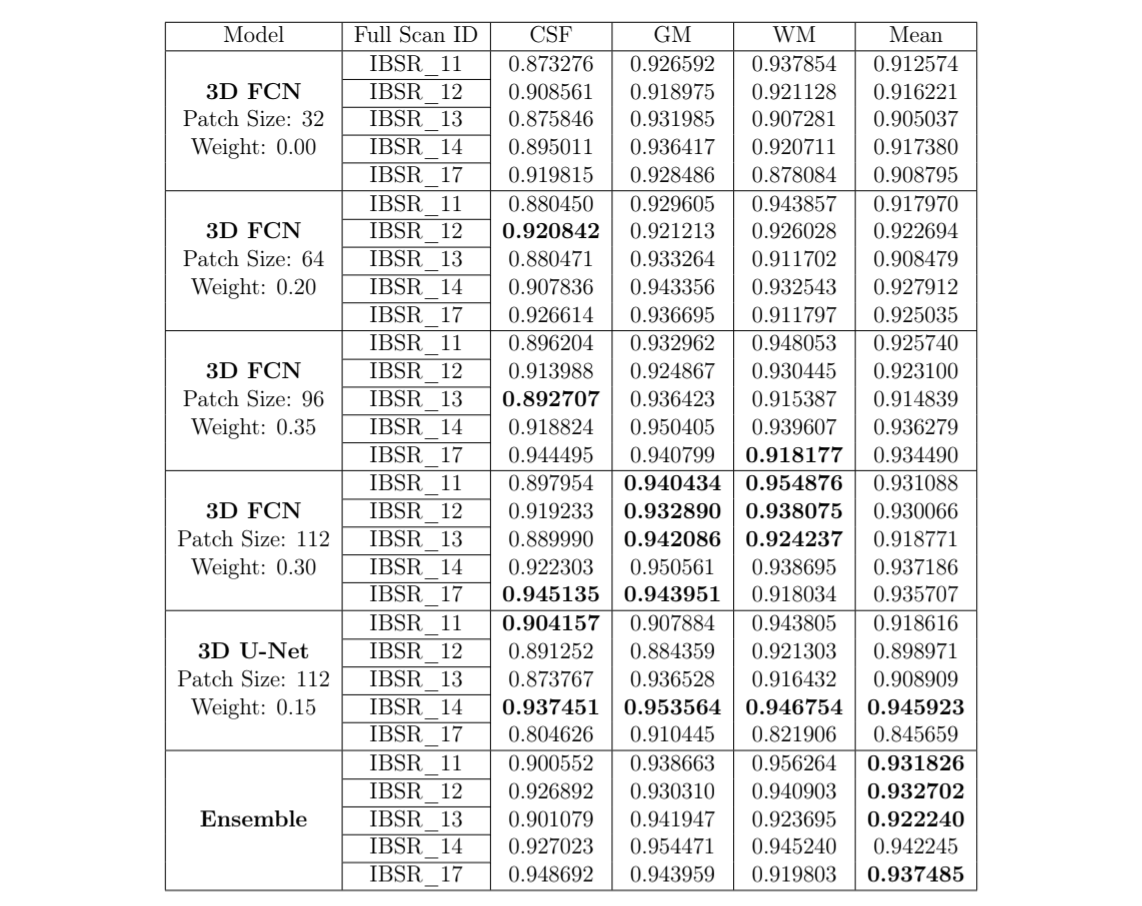 Model Full Scan ID CSF GM WM Mean
IBSR_11 0.873276 0.926592 0.937854 0.912574
3D FCN IBSR_12 0.908561 0.918975 0.921128 0.916221
Patch Size: 32 IBSR_13 0.875846 0.931985 0.907281 0.905037
Weight: 0.00 IBSR_14 0.895011 0.936417 0.920711 0.917380
IBSR_17 0.919815 0.928486 0.878084 0.908795
IBSR_11 0.880450 0.929605 0.943857 0.917970
3D FCN IBSR_12 0.920842 0.921213 0.926028 0.922694
Patch Size: 64 IBSR_13 0.880471 0.933264 0.911702 0.908479
Weight: 0.20 IBSR_14 0.907836 0.943356 0.932543 0.927912
IBSR_17 0.926614 0.936695 0.911797 0.925035
IBSR_11 0.896204 0.932962 0.948053 0.925740
3D FCN IBSR_12 0.913988 0.924867 0.930445 0.923100
Patch Size: 96 IBSR_13 0.892707 0.936423 0.915387 0.914839
Weight: 0.35 IBSR_14 0.918824 0.950405 0.939607 0.936279
IBSR_17 0.944495 0.940799 0.918177 0.934490
IBSR_11 0.897954 0.940434 0.954876 0.931088
3D FCN IBSR_12 0.919233 0.932890 0.938075 0.930066
Patch Size: 112 IBSR_13 0.889990 0.942086 0.924237 0.918771
Weight: 0.30 IBSR_14 0.922303 0.950561 0.938695 0.937186
IBSR_17 0.945135 0.943951 0.918034 0.935707
IBSR_11 0.904157 0.907884 0.943805 0.918616
3D U-Net IBSR_12 0.891252 0.884359 0.921303 0.898971
Patch Size: 112 IBSR_13 0.873767 0.936528 0.916432 0.908909
Weight: 0.15 IBSR_14 0.937451 0.953564 0.946754 0.945923
IBSR_17 0.804626 0.910445 0.821906 0.845659
IBSR_11 0.900552 0.938663 0.956264 0.931826
IBSR_12 0.926892 0.930310 0.940903 0.932702
Ensemble IBSR_13 0.901079 0.941947 0.923695 0.922240
IBSR_14 0.927023 0.954471 0.945240 0.942245
IBSR_17 0.948692 0.943959 0.919803 0.937485